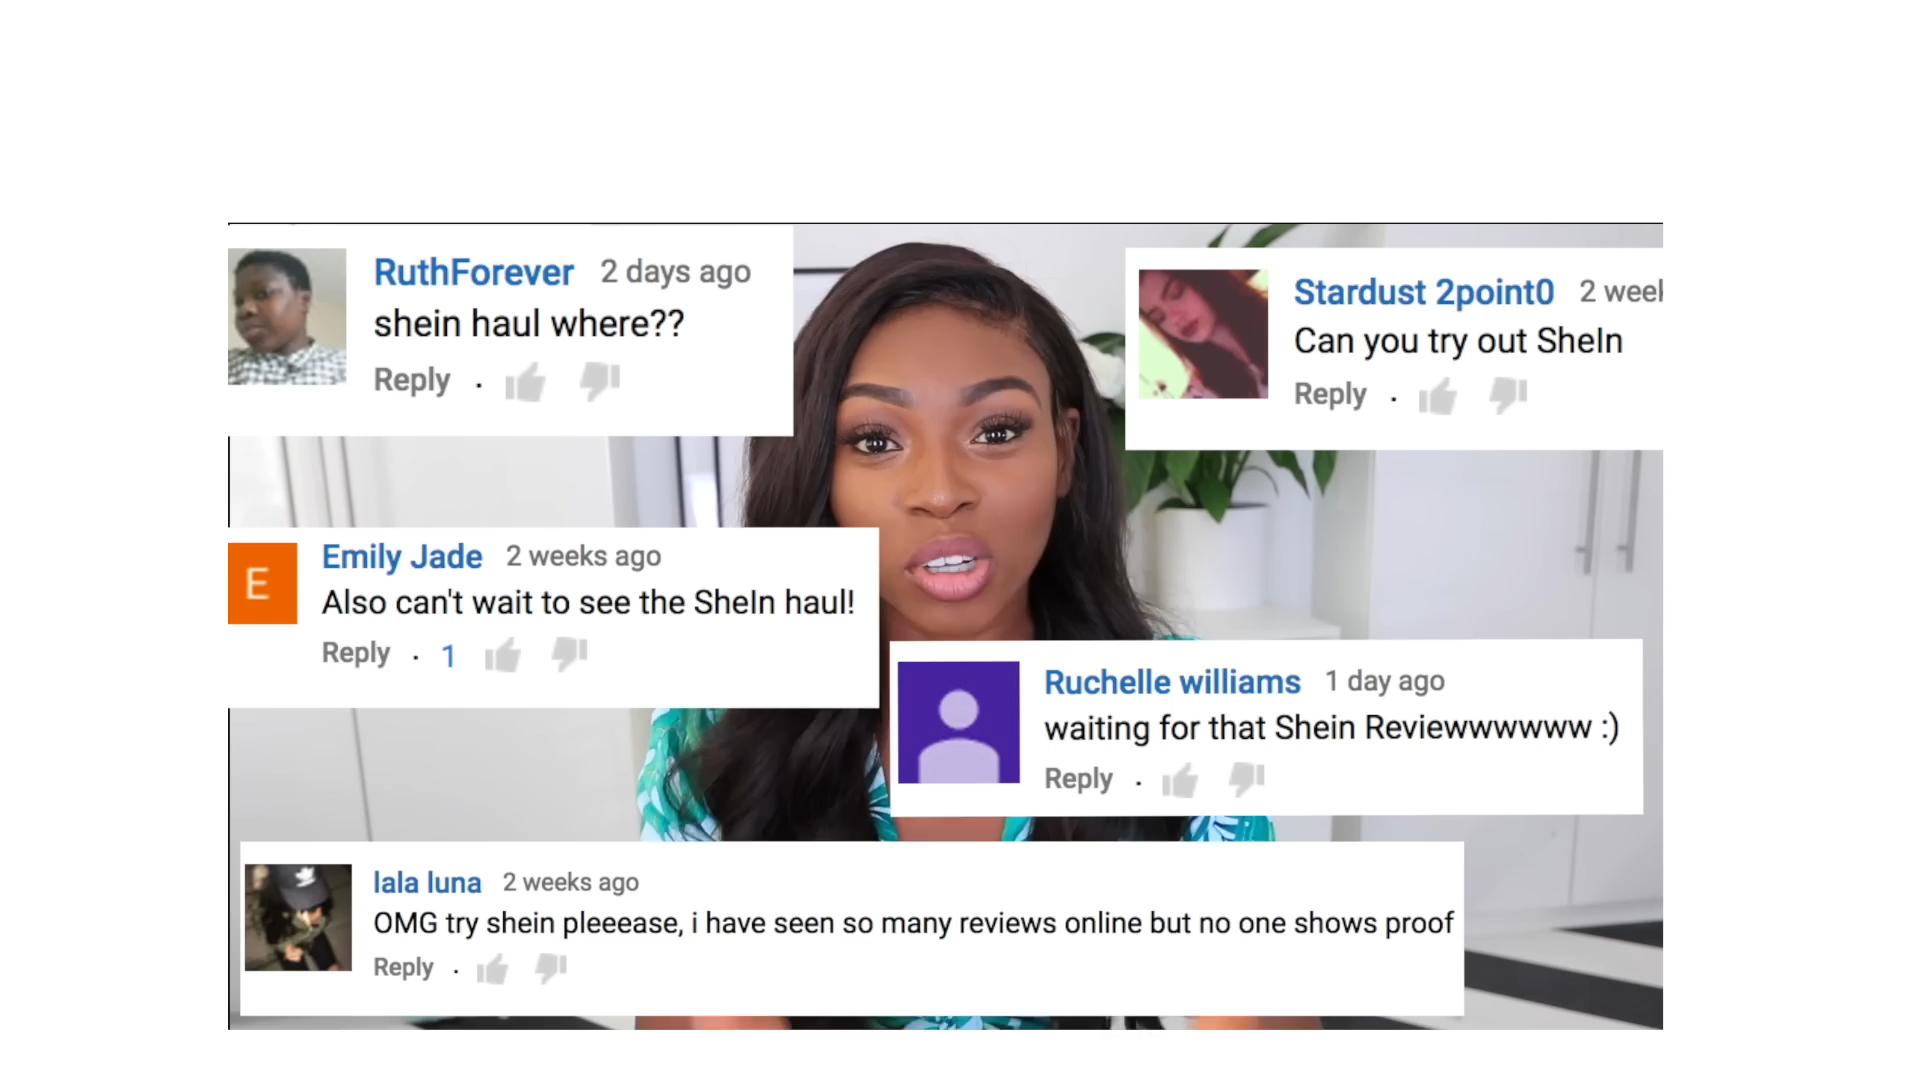 RuthForever 2 days ago
shein haul where??
Reply
Stardust 2point0 2 week
Can you try out SheIn
Reply
E
Emily Jade 2 weeks ago
Also can't wait to see the SheIn haul!
Reply · 1
Ruchelle williams 1 day ago
waiting for that Shein Reviewwwwww :)
Reply
lala luna 2 weeks ago
OMG try shein pleeease, i have seen so many reviews online but no one shows proof
Reply